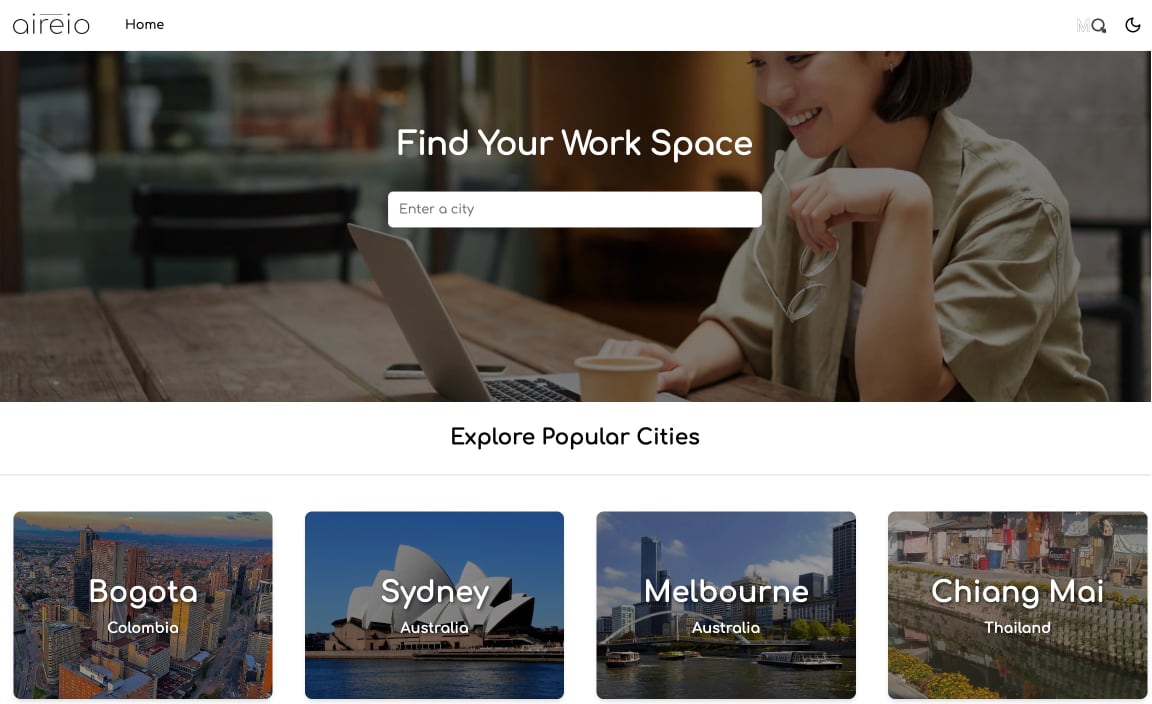 aireio
Home
Find Your Work Space
Enter a city
Explore Popular Cities
Bogota
Colombia
Sydney
Australia
Melbourne
Australia
Chiang Mai
Thailand